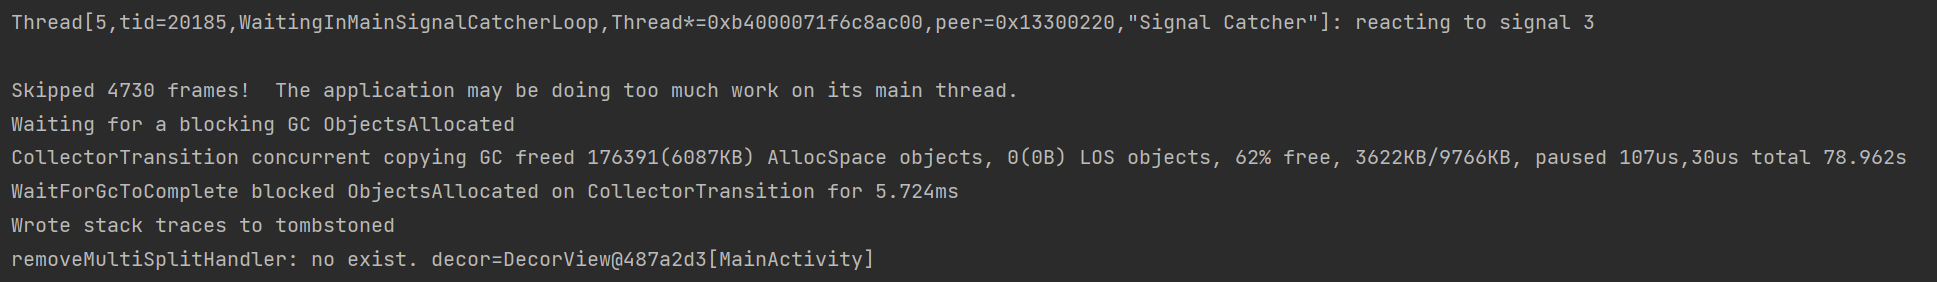 Thread[5,tid=20185,WaitingInMainSignalCatcherLoop,Thread*=0xb4000071f6c8ac00,peer=0x13300220,"Signal Catcher"]: reacting to signal 3
Skipped 4730 frames!  The application may be doing too much work on its main thread.
Waiting for a blocking GC ObjectsAllocated
CollectorTransition concurrent copying GC freed 176391(6087KB) AllocSpace objects, 0(0B) LOS objects, 62% free, 3622KB/9766KB, paused 107us,30us total 78.962s
WaitForGcToComplete blocked ObjectsAllocated on CollectorTransition for 5.724ms
Wrote stack traces to tombstoned
removeMultiSplitHandler: no exist. decor=DecorView@487a2d3[MainActivity]